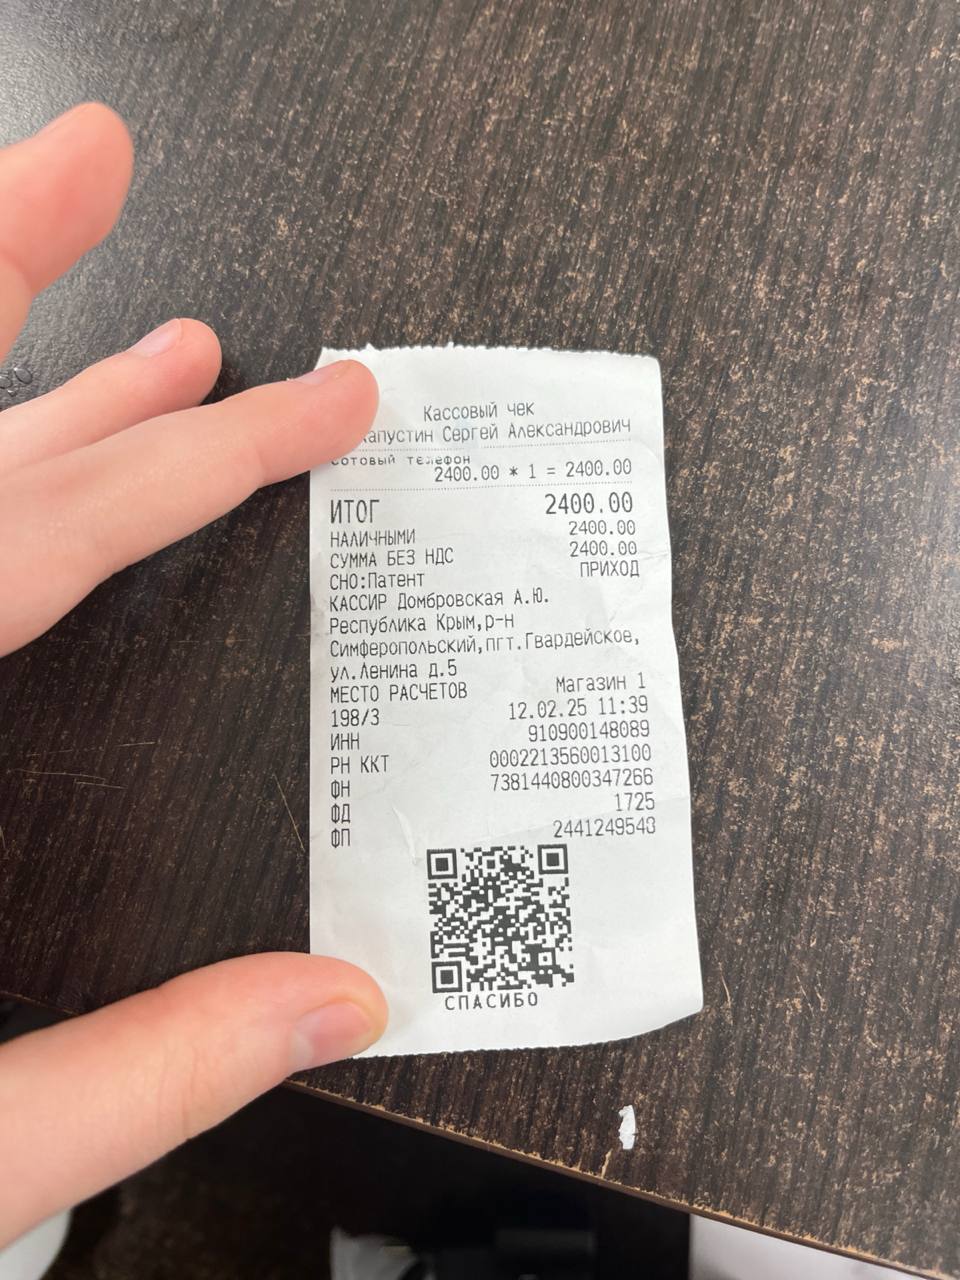 Кассовый чек
Капустин Сергей Александрович
Сотовый телефон
2400.00 * 1 = 2400.00
ИТОГ 2400.00
НАЛИЧНЫМИ 2400.00
СУММА БЕЗ НДС 2400.00
СНО:Патент ПРИХОД
КАССИР Домбровская А.Ю.
Республика Крым,р-н
Симферопольский,пгт.Гвардейское,
ул.Ленина д.5
МЕСТО РАСЧЕТОВ Магазин 1
198/3 12.02.25 11:39
ИНН 910900148089
РН ККТ 0002213560013100
ФН 7381440800347266
ФД 1725
ФП 2441249548
СПАСИБО